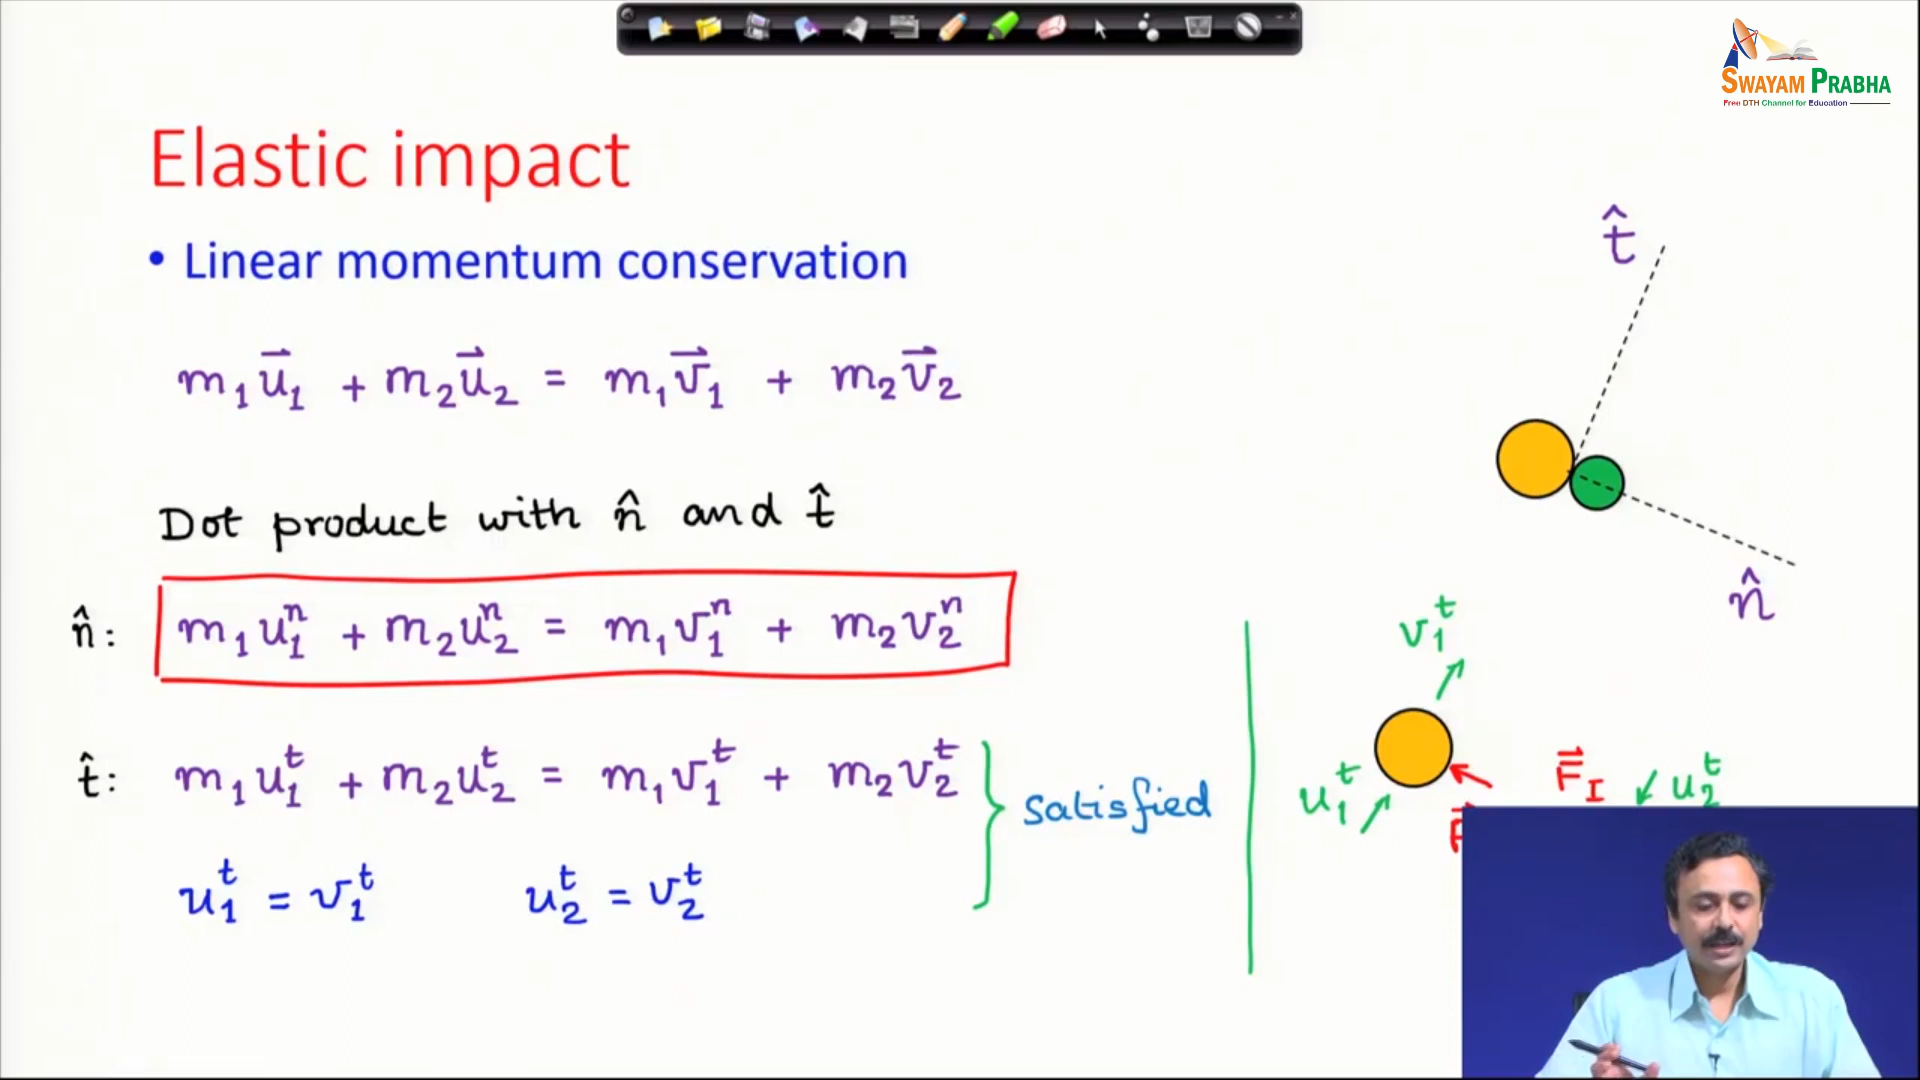 SWAYAM PRABHA
Free DTH Channel for Education
Elastic impact
• Linear momentum conservation
m₁u⃗₁ + m₂u⃗₂ = m₁v⃗₁ + m₂v⃗₂
Dot product with n̂ and t̂
n̂: m₁u₁ⁿ + m₂u₂ⁿ = m₁v₁ⁿ + m₂v₂ⁿ
t̂: m₁u₁ᵗ + m₂u₂ᵗ = m₁v₁ᵗ + m₂v₂ᵗ
satisfied
u₁ᵗ = v₁ᵗ u₂ᵗ = v₂ᵗ
t̂
n̂
v₁ᵗ
u₁ᵗ
F⃗_I
u₂ᵗ